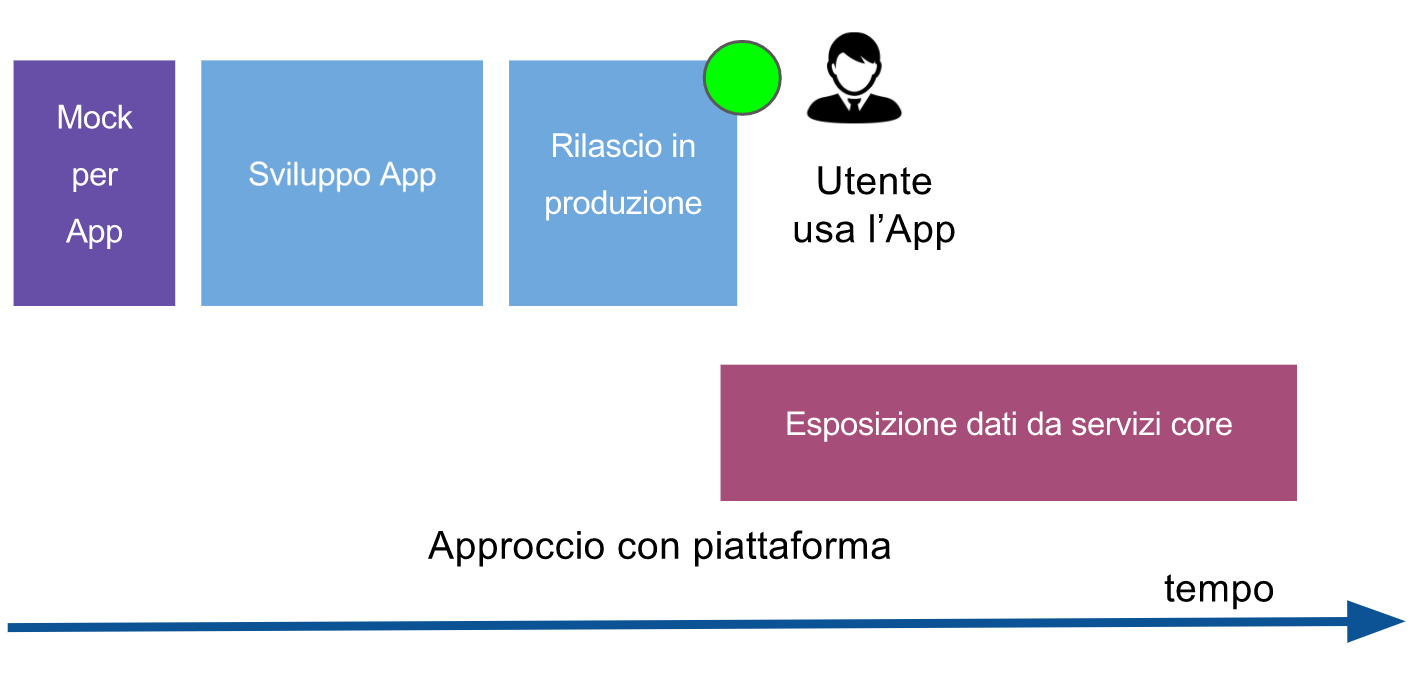 Mock
per
App
Sviluppo App
Rilascio in
produzione
Utente
usa l’App
Esposizione dati da servizi core
Approccio con piattaforma
tempo